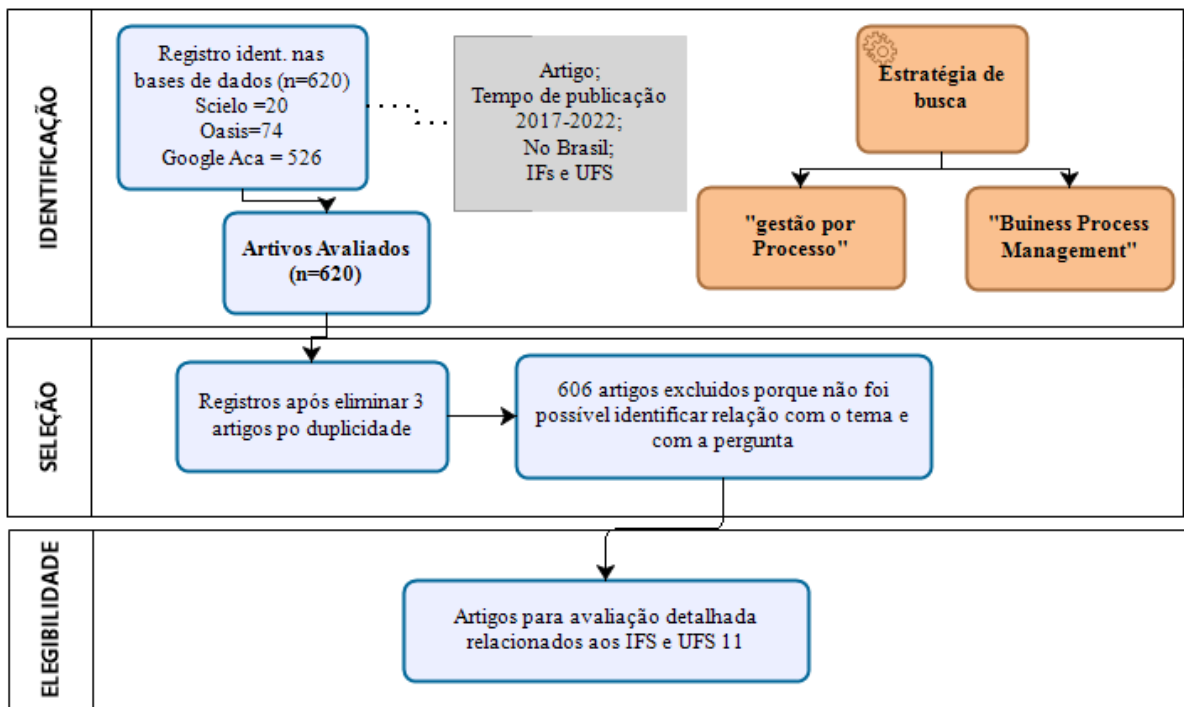 IDENTIFICAÇÃO
Registro ident. nas
bases de dados (n=620)
Scielo =20
Oasis=74
Google Aca = 526
Artigo;
Tempo de publicação
2017-2022;
No Brasil;
IFs e UFS
Estratégia de
busca
"gestão por
Processo"
"Buiness Process
Management"
Artivos Avaliados
(n=620)
SELEÇÃO
Registros após eliminar 3
artigos po duplicidade
606 artigos excluidos porque não foi
possível identificar relação com o tema e
com a pergunta
ELEGIBILIDADE
Artigos para avaliação detalhada
relacionados aos IFS e UFS 11